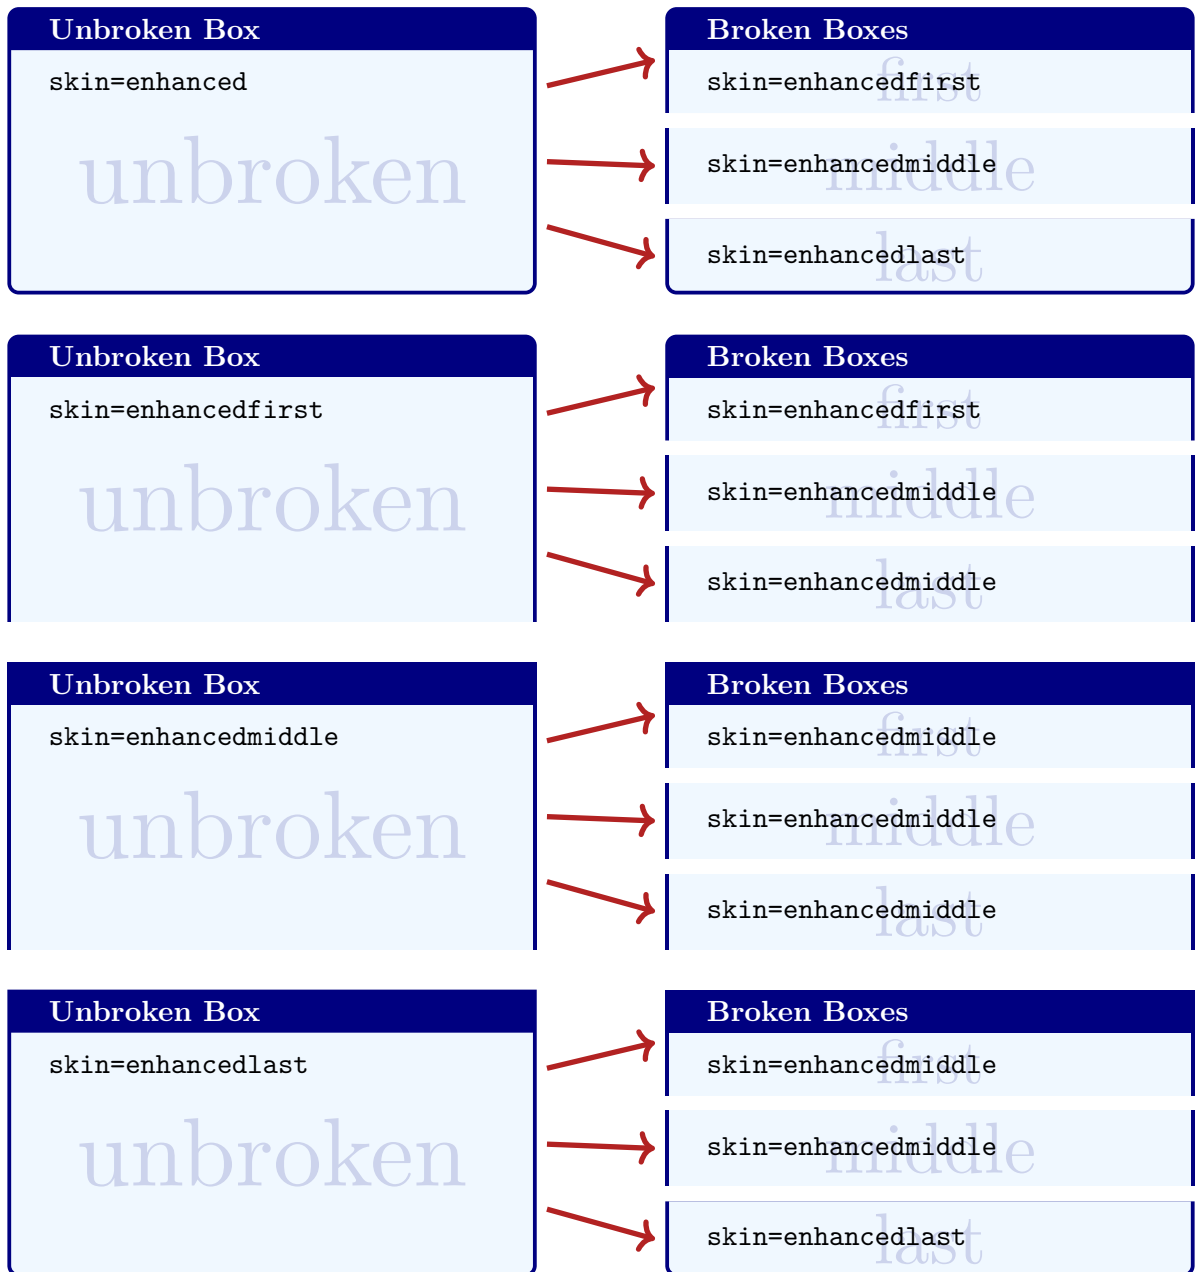 Unbroken Box
skin=enhanced
unbroken
Broken Boxes
first
skin=enhancedfirst
middle
skin=enhancedmiddle
last
skin=enhancedlast
Unbroken Box
skin=enhancedfirst
unbroken
Broken Boxes
first
skin=enhancedfirst
middle
skin=enhancedmiddle
last
skin=enhancedmiddle
Unbroken Box
skin=enhancedmiddle
unbroken
Broken Boxes
first
skin=enhancedmiddle
middle
skin=enhancedmiddle
last
skin=enhancedmiddle
Unbroken Box
skin=enhancedlast
unbroken
Broken Boxes
first
skin=enhancedmiddle
middle
skin=enhancedmiddle
last
skin=enhancedlast